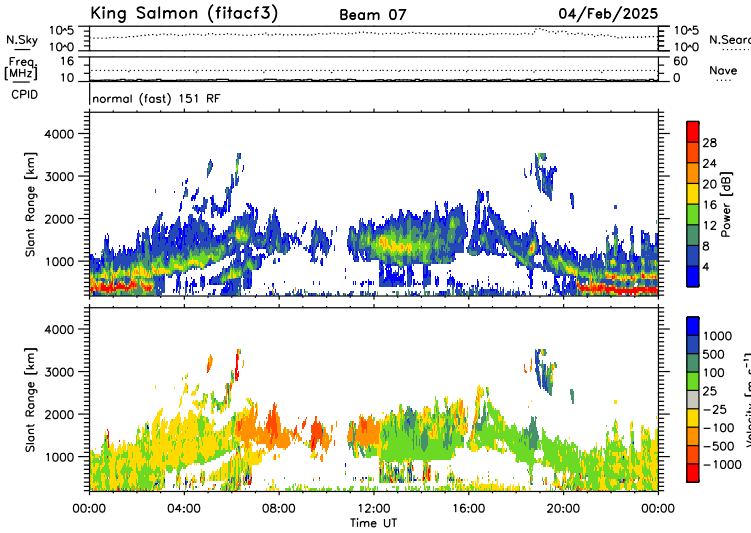 King Salmon (fitacf3) Beam 07 04/Feb/2025
N.Sky 10^5 10^0 10^5 10^0 N.Searc
Freq. [MHz] 16 10 60 0 Nave
CPID normal (fast) 151 RF
4000
3000
2000
1000
Slant Range [km]
28
24
20
16
12
8
4
Power [dB]
4000
3000
2000
1000
Slant Range [km]
1000
500
100
25
-25
-100
-500
-1000
Velocity [m s^-1]
00:00 04:00 08:00 12:00 16:00 20:00 00:00
Time UT